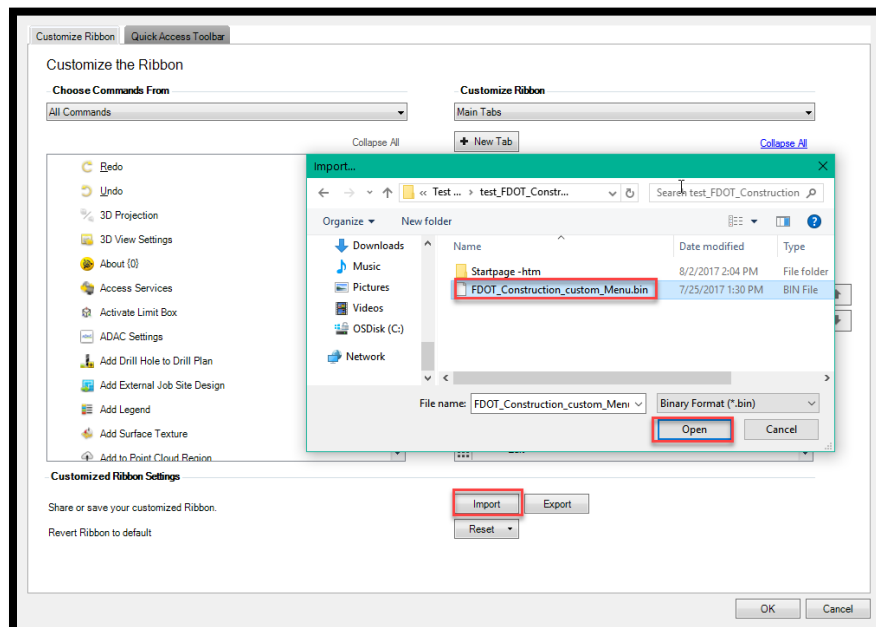 Customize Ribbon Quick Access Toolbar
Customize the Ribbon
Choose Commands From Customize Ribbon
All Commands Main Tabs
Collapse All + New Tab Collapse All
Import...
« Test ... > test_FDOT_Constr... Search test_FDOT_Construction
Organize New folder
Name Date modified Type
Redo
Undo
3D Projection
3D View Settings
About {0}
Access Services
Activate Limit Box
ADAC Settings
Add Drill Hole to Drill Plan
Add External Job Site Design
Add Legend
Add Surface Texture
Add to Point Cloud Region
Downloads
Music
Pictures
Videos
OSDisk (C:)
Network
Startpage -htm 8/2/2017 2:04 PM File folder
FDOT_Construction_custom_Menu.bin 7/25/2017 1:30 PM BIN File
File name: FDOT_Construction_custom_Menu Binary Format (*.bin)
Open Cancel
Customized Ribbon Settings
Share or save your customized Ribbon. Import Export
Revert Ribbon to default Reset
OK Cancel